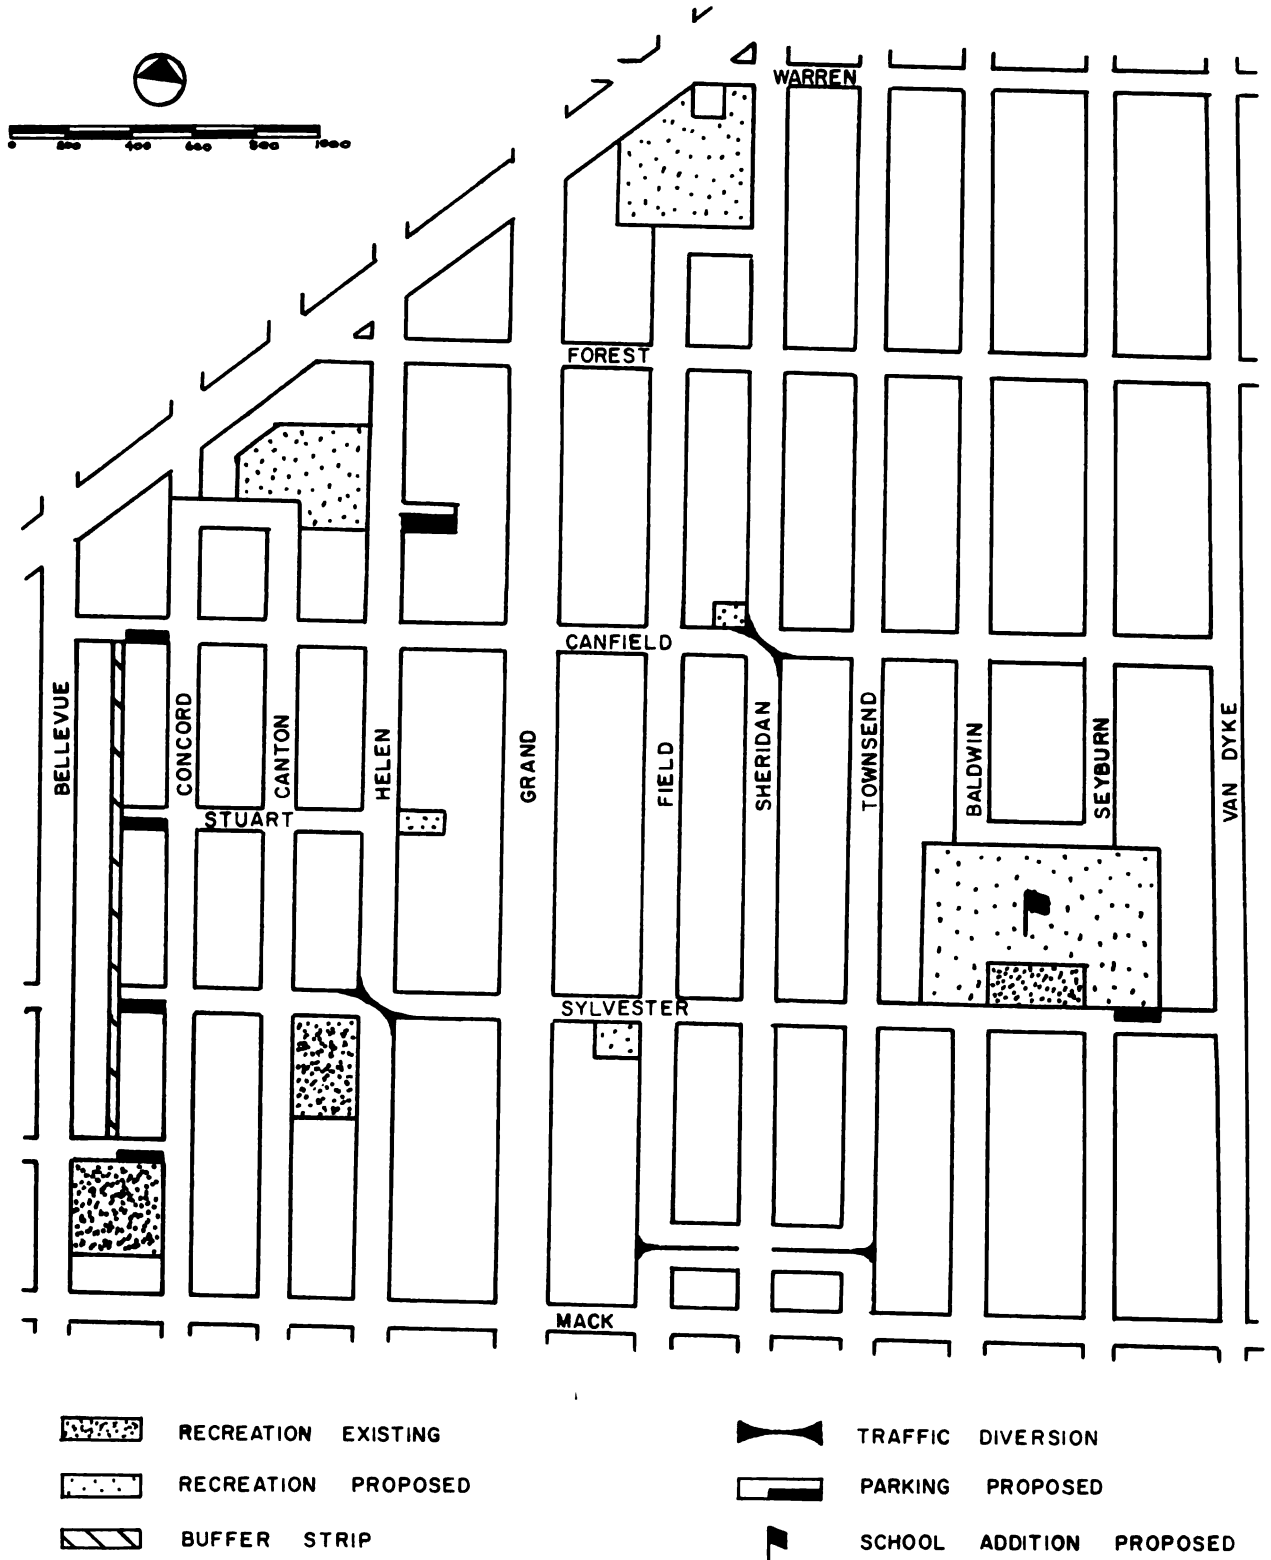 WARREN
0 200 400 600 800 1000
FOREST
CANFIELD
BELLEVUE
CONCORD
CANTON
HELEN
GRAND
FIELD
SHERIDAN
TOWNSEND
BALDWIN
SEYBURN
VAN DYKE
STUART
SYLVESTER
MACK
RECREATION EXISTING
RECREATION PROPOSED
BUFFER STRIP
TRAFFIC DIVERSION
PARKING PROPOSED
SCHOOL ADDITION PROPOSED